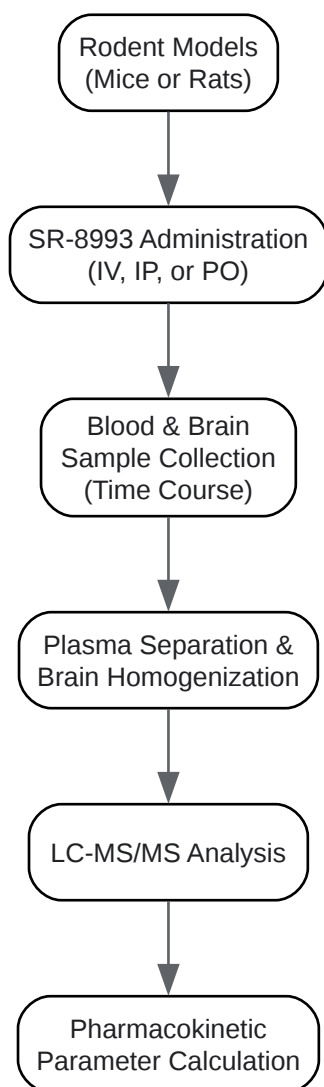 Rodent Models
(Mice or Rats)
SR-8993 Administration
(IV, IP, or PO)
Blood & Brain
Sample Collection
(Time Course)
Plasma Separation &
Brain Homogenization
LC-MS/MS Analysis
Pharmacokinetic
Parameter Calculation